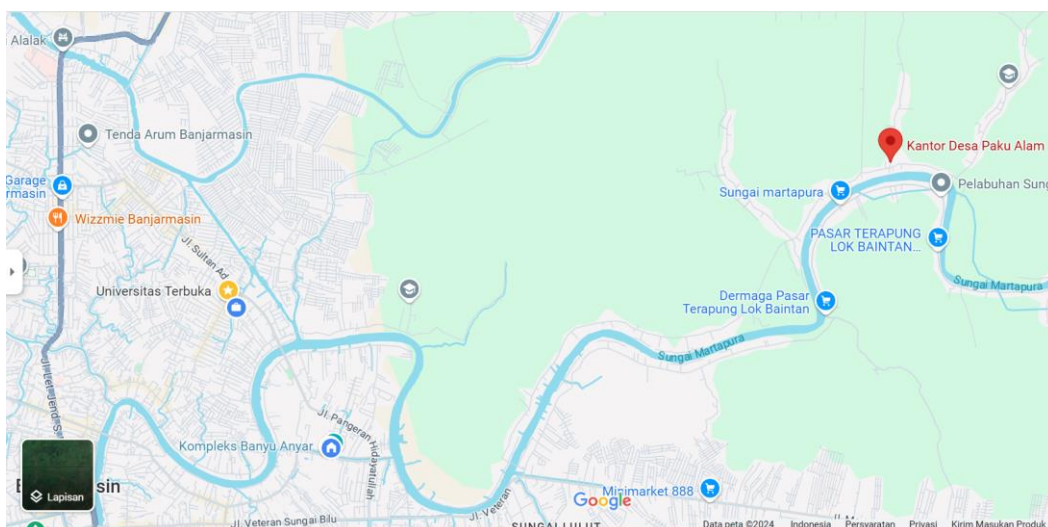 Alalak
Tenda Arum Banjarmasin
Garage
rmasin
Wizzmie Banjarmasin
Jl. Sultan Ad
Universitas Terbuka
Kantor Desa Paku Alam
Sungai martapura
Pelabuhan Sung
PASAR TERAPUNG
LOK BAINTAN...
Sungai Martapura
Dermaga Pasar
Terapung Lok Baintan
Sungai Martapura
Jl. Pangeran Hidayatullah
Kompleks Banyu Anyar
Lapisan
sin
Jl. Veteran
Jl. Veteran Sungai Bilu
SUNGAI LULUT
Google
Minimarket 888
Data peta ©2024
Indonesia
Persyaratan
Privasi
Kirim Masukan Produk